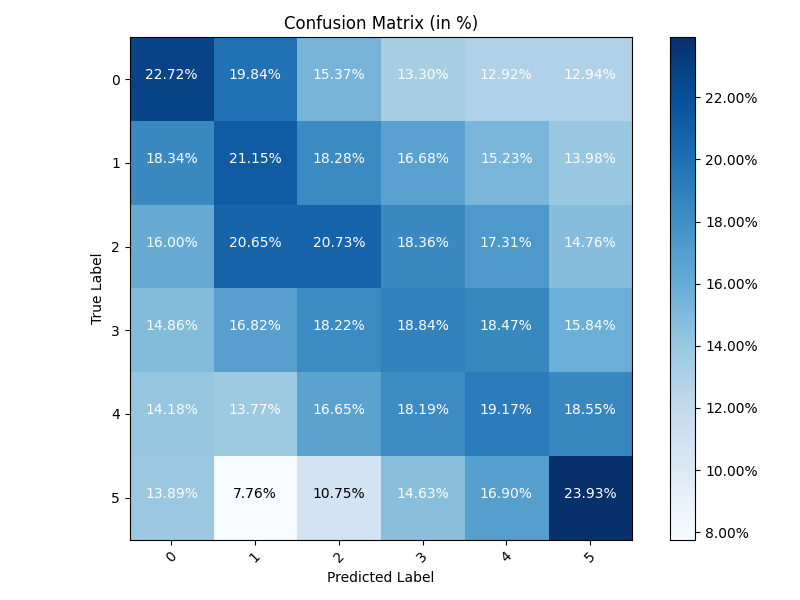 Confusion Matrix (in %)
True Label
0 22.72% 19.84% 15.37% 13.30% 12.92% 12.94%
1 18.34% 21.15% 18.28% 16.68% 15.23% 13.98%
2 16.00% 20.65% 20.73% 18.36% 17.31% 14.76%
3 14.86% 16.82% 18.22% 18.84% 18.47% 15.84%
4 14.18% 13.77% 16.65% 18.19% 19.17% 18.55%
5 13.89% 7.76% 10.75% 14.63% 16.90% 23.93%
0 1 2 3 4 5
Predicted Label
22.00%
20.00%
18.00%
16.00%
14.00%
12.00%
10.00%
8.00%